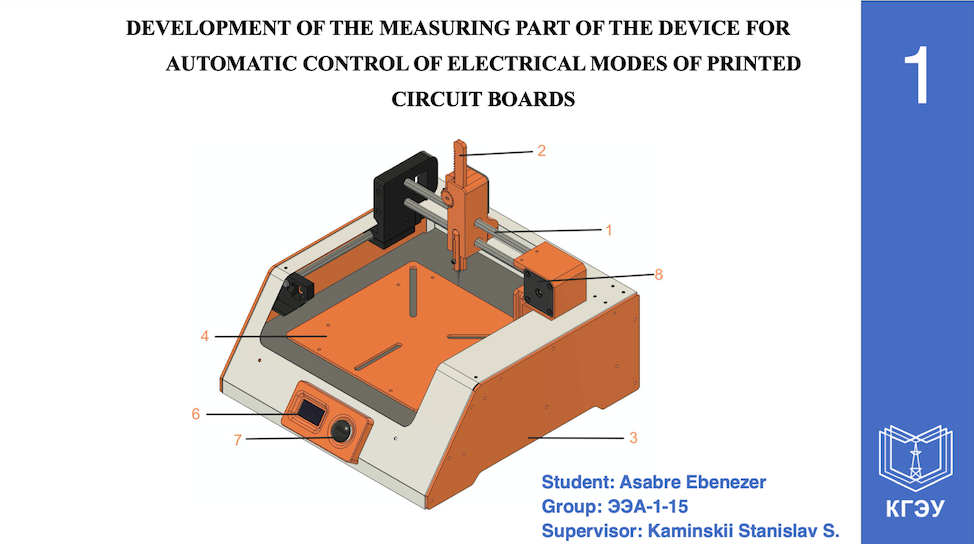 DEVELOPMENT OF THE MEASURING PART OF THE DEVICE FOR
AUTOMATIC CONTROL OF ELECTRICAL MODES OF PRINTED
CIRCUIT BOARDS
1
2
1
8
4
6
7
3
Student: Asabre Ebenezer
Group: ЭЭА-1-15
Supervisor: Kaminskii Stanislav S.
КГЭУ